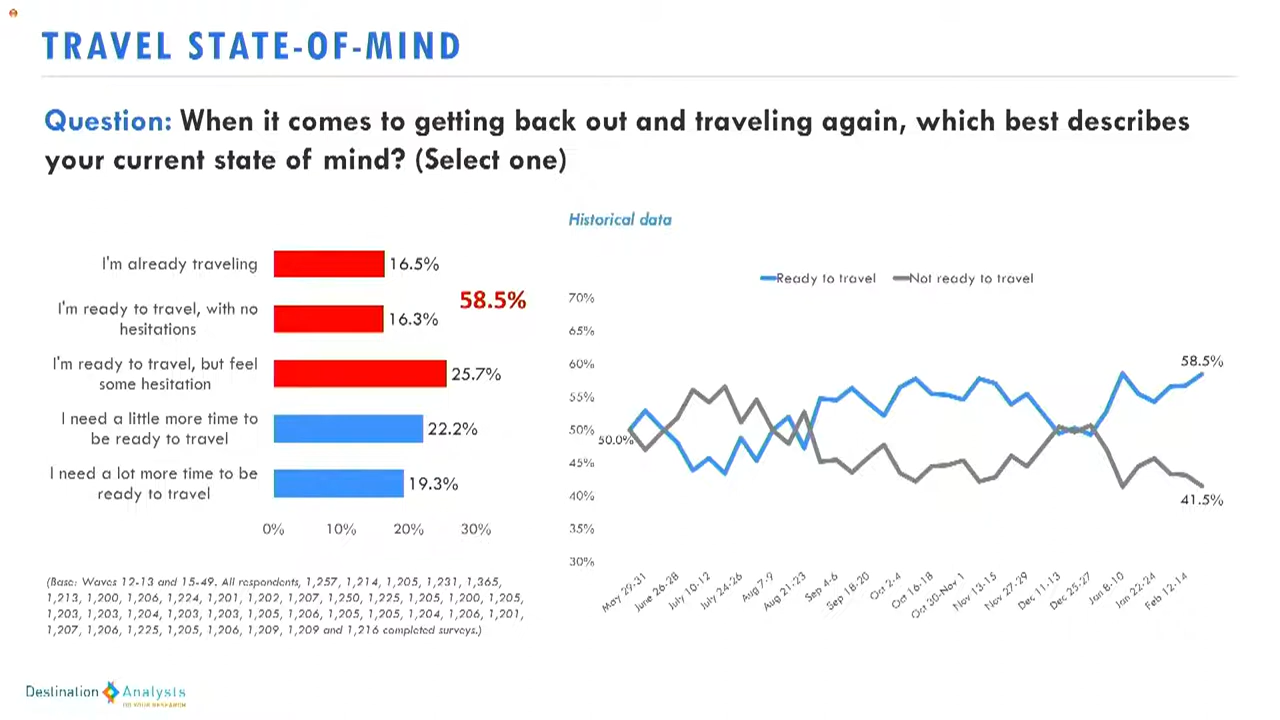 TRAVEL STATE-OF-MIND
Question: When it comes to getting back out and traveling again, which best describes
your current state of mind? (Select one)
Historical data
I'm already traveling
16.5%
I'm ready to travel, with no
hesitations
16.3%
58.5%
I'm ready to travel, but feel
some hesitation
25.7%
I need a little more time to
be ready to travel
22.2%
I need a lot more time to be
ready to travel
19.3%
0% 10% 20% 30%
Ready to travel Not ready to travel
70%
65%
60%
55%
50%
45%
40%
35%
30%
50.0%
58.5%
41.5%
May 29-31
June 26-28
July 10-12
July 24-26
Aug 7-9
Aug 21-23
Sep 4-6
Sep 18-20
Oct 2-4
Oct 16-18
Oct 30-Nov 1
Nov 13-15
Nov 27-29
Dec 11-13
Dec 25-27
Jan 8-10
Jan 22-24
Feb 12-14
(Base: Waves 12-13 and 15-49. All respondents, 1,257, 1,214, 1,205, 1,231, 1,365,
1,213, 1,200, 1,206, 1,224, 1,201, 1,202, 1,207, 1,250, 1,225, 1,205, 1,200, 1,205,
1,203, 1,203, 1,204, 1,203, 1,203, 1,205, 1,206, 1,205, 1,205, 1,204, 1,206, 1,201,
1,207, 1,206, 1,225, 1,205, 1,206, 1,209, 1,209 and 1,216 completed surveys.)
Destination Analysts
DO YOUR RESEARCH